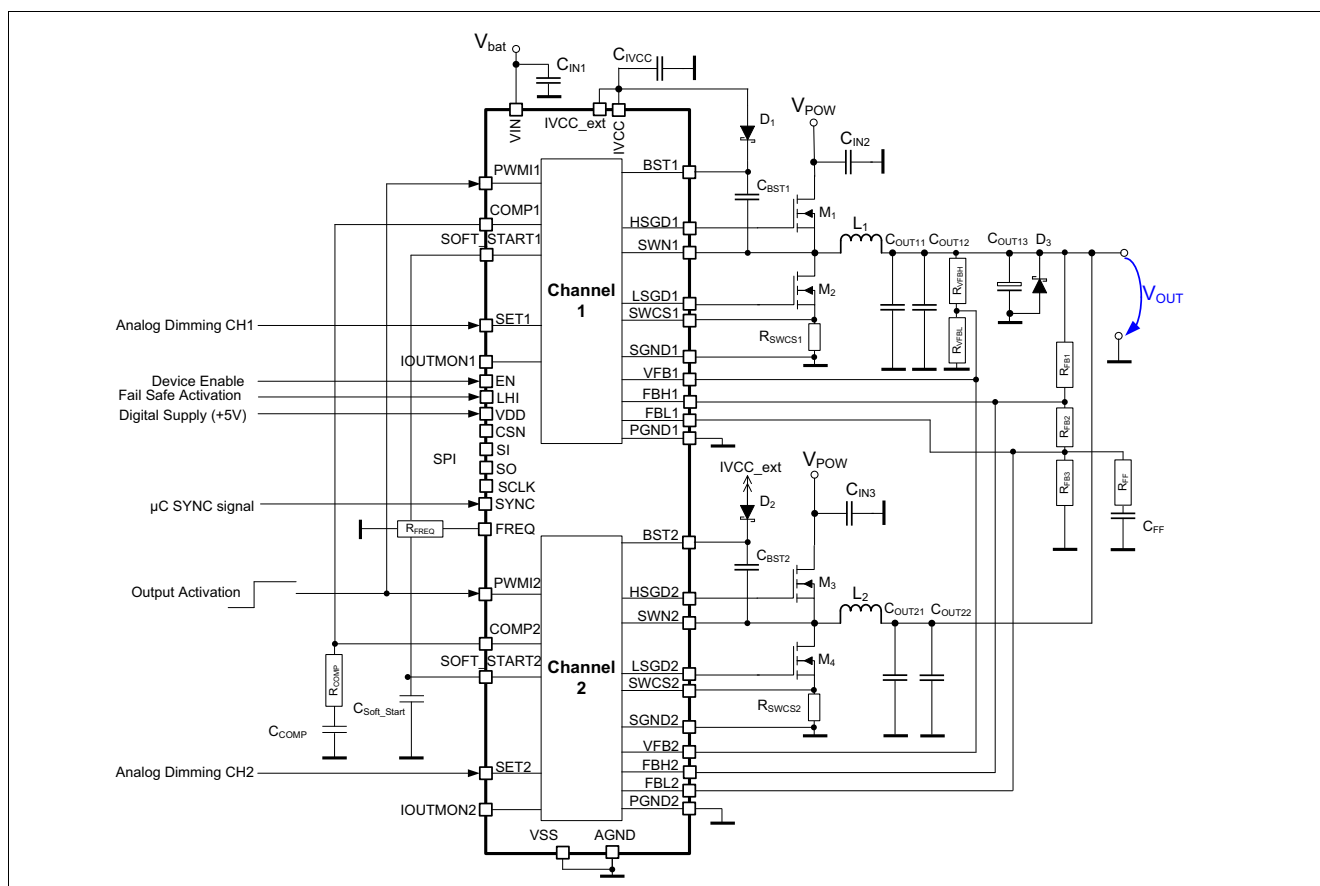 Vbat
CIN1
CIVCC
VIN
IVCC_ext
IVCC
D1
VPOW
CIN2
PWMI1
BST1
CBST1
COMP1
HSGD1
M1
SOFT_START1
SWN1
L1
COUT11
COUT12
COUT13
D3
RVFBH
Channel
1
LSGD1
M2
VOUT
Analog Dimming CH1
SET1
SWCS1
RSWCS1
RVFBL
IOUTMON1
SGND1
RFB1
Device Enable
EN
VFB1
Fail Safe Activation
LHI
FBH1
Digital Supply (+5V)
VDD
FBL1
RFB2
CSN
PGND1
SPI
SI
SO
SCLK
IVCC_ext
VPOW
RFB3
RFF
µC SYNC signal
SYNC
D2
CIN3
RFREQ
FREQ
CFF
BST2
CBST2
Output Activation
PWMI2
HSGD2
M3
SWN2
L2
COUT21
COUT22
COMP2
SOFT_START2
Channel
2
LSGD2
M4
SWCS2
RCOMP
CSoft_Start
RSWCS2
CCOMP
SGND2
VFB2
Analog Dimming CH2
SET2
FBH2
FBL2
IOUTMON2
PGND2
VSS
AGND